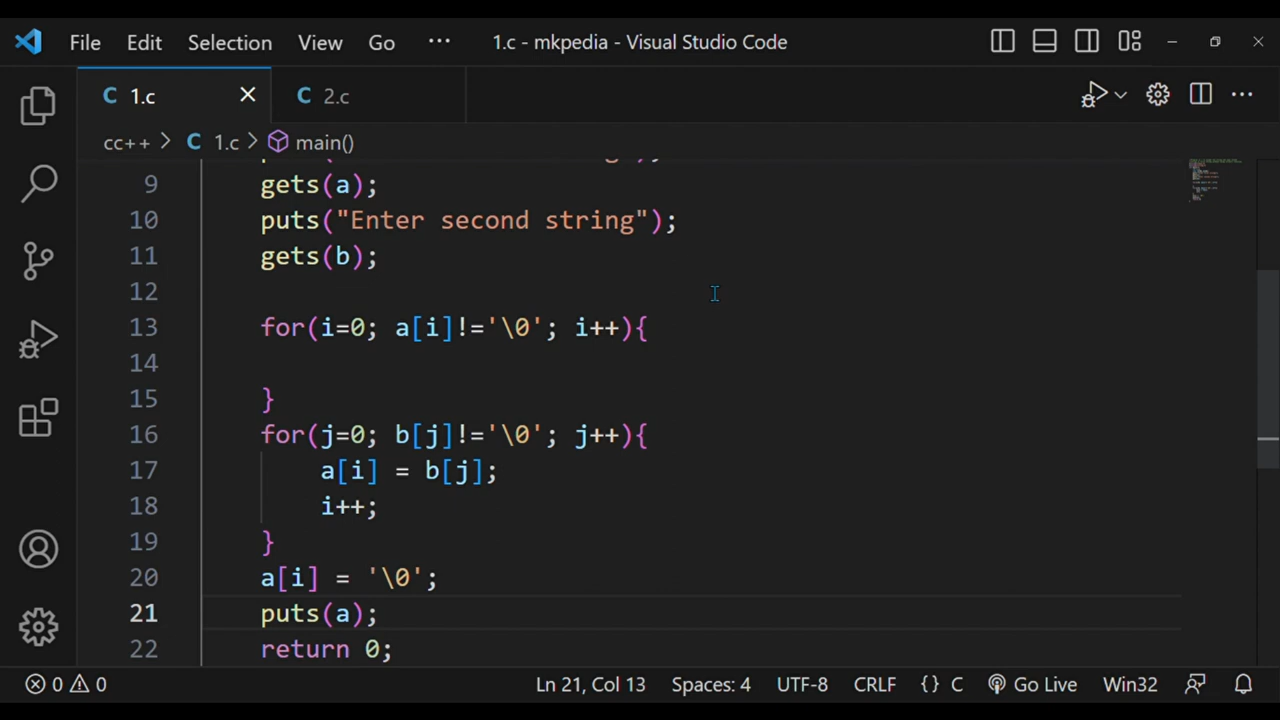 File Edit Selection View Go ··· 1.c - mkpedia - Visual Studio Code
C 1.c × C 2.c
cc++ > C 1.c > main()
9 gets(a);
10 puts("Enter second string");
11 gets(b);
12
13 for(i=0; a[i]!='\0'; i++){
14
15 }
16 for(j=0; b[j]!='\0'; j++){
17 a[i] = b[j];
18 i++;
19 }
20 a[i] = '\0';
21 puts(a);
22 return 0;
0 0 Ln 21, Col 13 Spaces: 4 UTF-8 CRLF {} C Go Live Win32